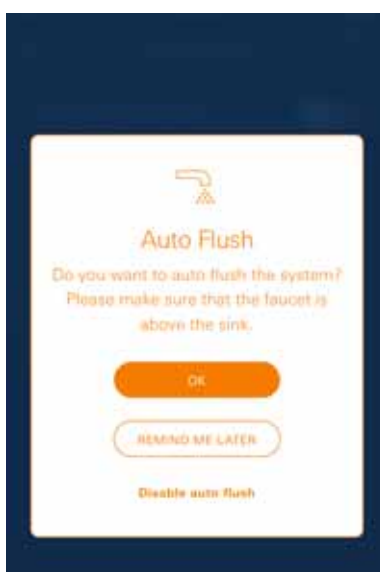 Auto Flush
Do you want to auto flush the system?
Please make sure that the faucet is
above the sink.
OK
REMIND ME LATER
Disable auto flush